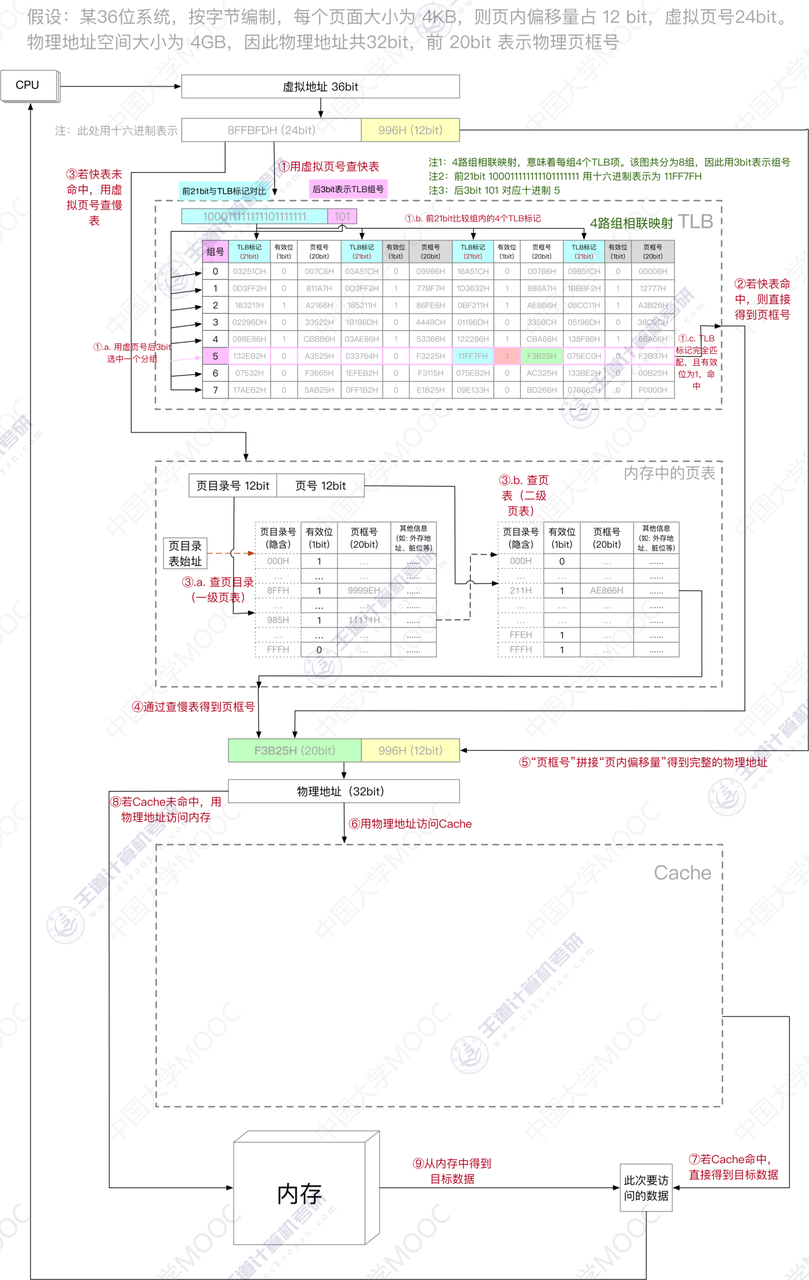 假设：某36位系统，按字节编制，每个页面大小为 4KB，则页内偏移量占 12 bit，虚拟页号24bit。
物理地址空间大小为 4GB，因此物理地址共32bit，前 20bit 表示物理页框号
CPU
虚拟地址 36bit
注：此处用十六进制表示
8FFBFDH (24bit)
996H (12bit)
③若快表未
命中，用虚
拟页号查慢
表
①用虚拟页号查快表
注1：4路组相联映射，意味着每组4个TLB项。该图共分为8组，因此用3bit表示组号
注2：前21bit 100011111111101111111 用十六进制表示为 11FF7FH
注3：后3bit 101 对应十进制 5
前21bit与TLB标记对比
后3bit表示TLB组号
100011111111101111111
101
①.b. 前21bit比较组内的4个TLB标记
4路组相联映射 TLB
组号 TLB标记 有效位 页框号 TLB标记 有效位 页框号 TLB标记 有效位 页框号 TLB标记 有效位 页框号
(21bit) (1bit) (20bit) (21bit) (1bit) (20bit) (21bit) (1bit) (20bit) (21bit) (1bit) (20bit)
0 03251CH 0 007C6H 03A51CH 0 09996H 16A51CH 0 00766H 09B51CH 0 00006H
1 0D3FF2H 0 811A7H 0D3FF2H 1 77BF7H 1D3632H 1 888A7H 1BBBF2H 1 12777H
2 183211H 1 A2166H 185211H 1 86FE6H 0BF211H 1 AE866H 08CC11H 1 A3B26H
3 02296DH 0 33522H 1B196DH 0 4449CH 01196DH 0 3359CH 05196DH 0
4 098E86H 1 CBBB6H 03AE86H 1 53366H 122286H 1 CBA66H 138F86H 1 68A66H
5 132EB2H 0 A3525H 033764H 0 F3225H 11FF7FH 1 F3B25H 075EC0H 0 F3B37H
6 07532H 0 F3665H 1EFEB2H 0 F3115H 075EB2H 0 AC325H 133BE2H 0 00B25H
7 17AEB2H 0 5AB25H 0FF1B2H 0 E1B25H 09E133H 0 BD266H 076662H 0 F0000H
①.a. 用虚页号后3bit
选中一个分组
①.c. TLB
标记完全匹
配，且有效
位为1，命
中
②若快表命
中，则直接
得到页框号
内存中的页表
页目录号 12bit
页号 12bit
③.b. 查页
表（二级
页表）
页目录
表始址
③.a. 查页目录
（一级页表）
页目录号 有效位 页框号 其他信息
(隐含) (1bit) (20bit) (如: 外存地
址、脏位等)
000H 1 ... ......
... ... ......
8FFH 1 9999EH ......
... ... ......
985H 1 11111H ......
... ... ... ......
FFFH 0 ......
页目录号 有效位 页框号 其他信息
(隐含) (1bit) (20bit) (如: 外存地
址、脏位等)
000H 0 ... ......
... ... ......
211H 1 AE866H ......
... ... ... ......
... ... ......
FFEH 1 ......
FFFH 1 ......
④通过查慢表得到页框号
F3B25H (20bit)
996H (12bit)
⑤“页框号”拼接“页内偏移量”得到完整的物理地址
物理地址（32bit）
⑧若Cache未命中，用
物理地址访问内存
⑥用物理地址访问Cache
Cache
内存
⑨从内存中得到
目标数据
此次要访
问的数据
⑦若Cache命中，
直接得到目标数据
中国大学MOOC
王道计算机考研
www.cskaoyan.com